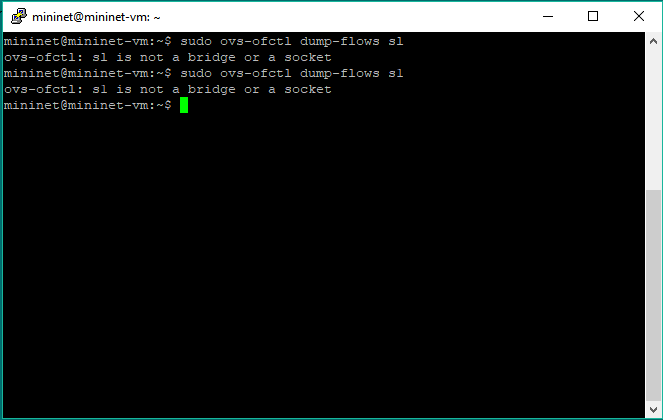 mininet@mininet-vm: ~
mininet@mininet-vm:~$ sudo ovs-ofctl dump-flows sl
ovs-ofctl: sl is not a bridge or a socket
mininet@mininet-vm:~$ sudo ovs-ofctl dump-flows s1
ovs-ofctl: s1 is not a bridge or a socket
mininet@mininet-vm:~$